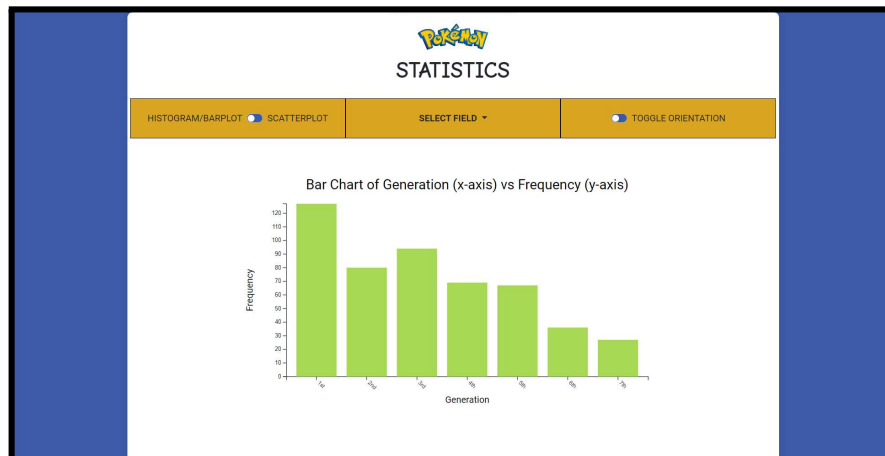 POKéMON
STATISTICS
HISTOGRAM/BARPLOT SCATTERPLOT
SELECT FIELD
TOGGLE ORIENTATION
Bar Chart of Generation (x-axis) vs Frequency (y-axis)
120
110
100
90
80
70
60
50
40
30
20
10
0
Frequency
1st
2nd
3rd
4th
5th
6th
7th
Generation